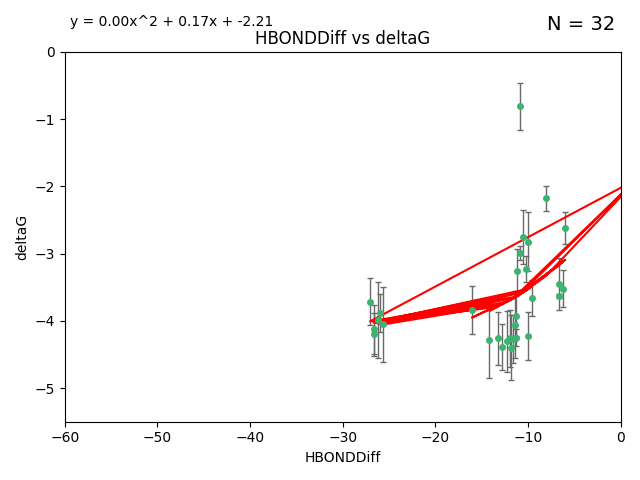 y = 0.00x^2 + 0.17x + -2.21
N = 32
HBONDDiff vs deltaG
0
−1
−2
−3
−4
−5
deltaG
−60 −50 −40 −30 −20 −10 0
HBONDDiff